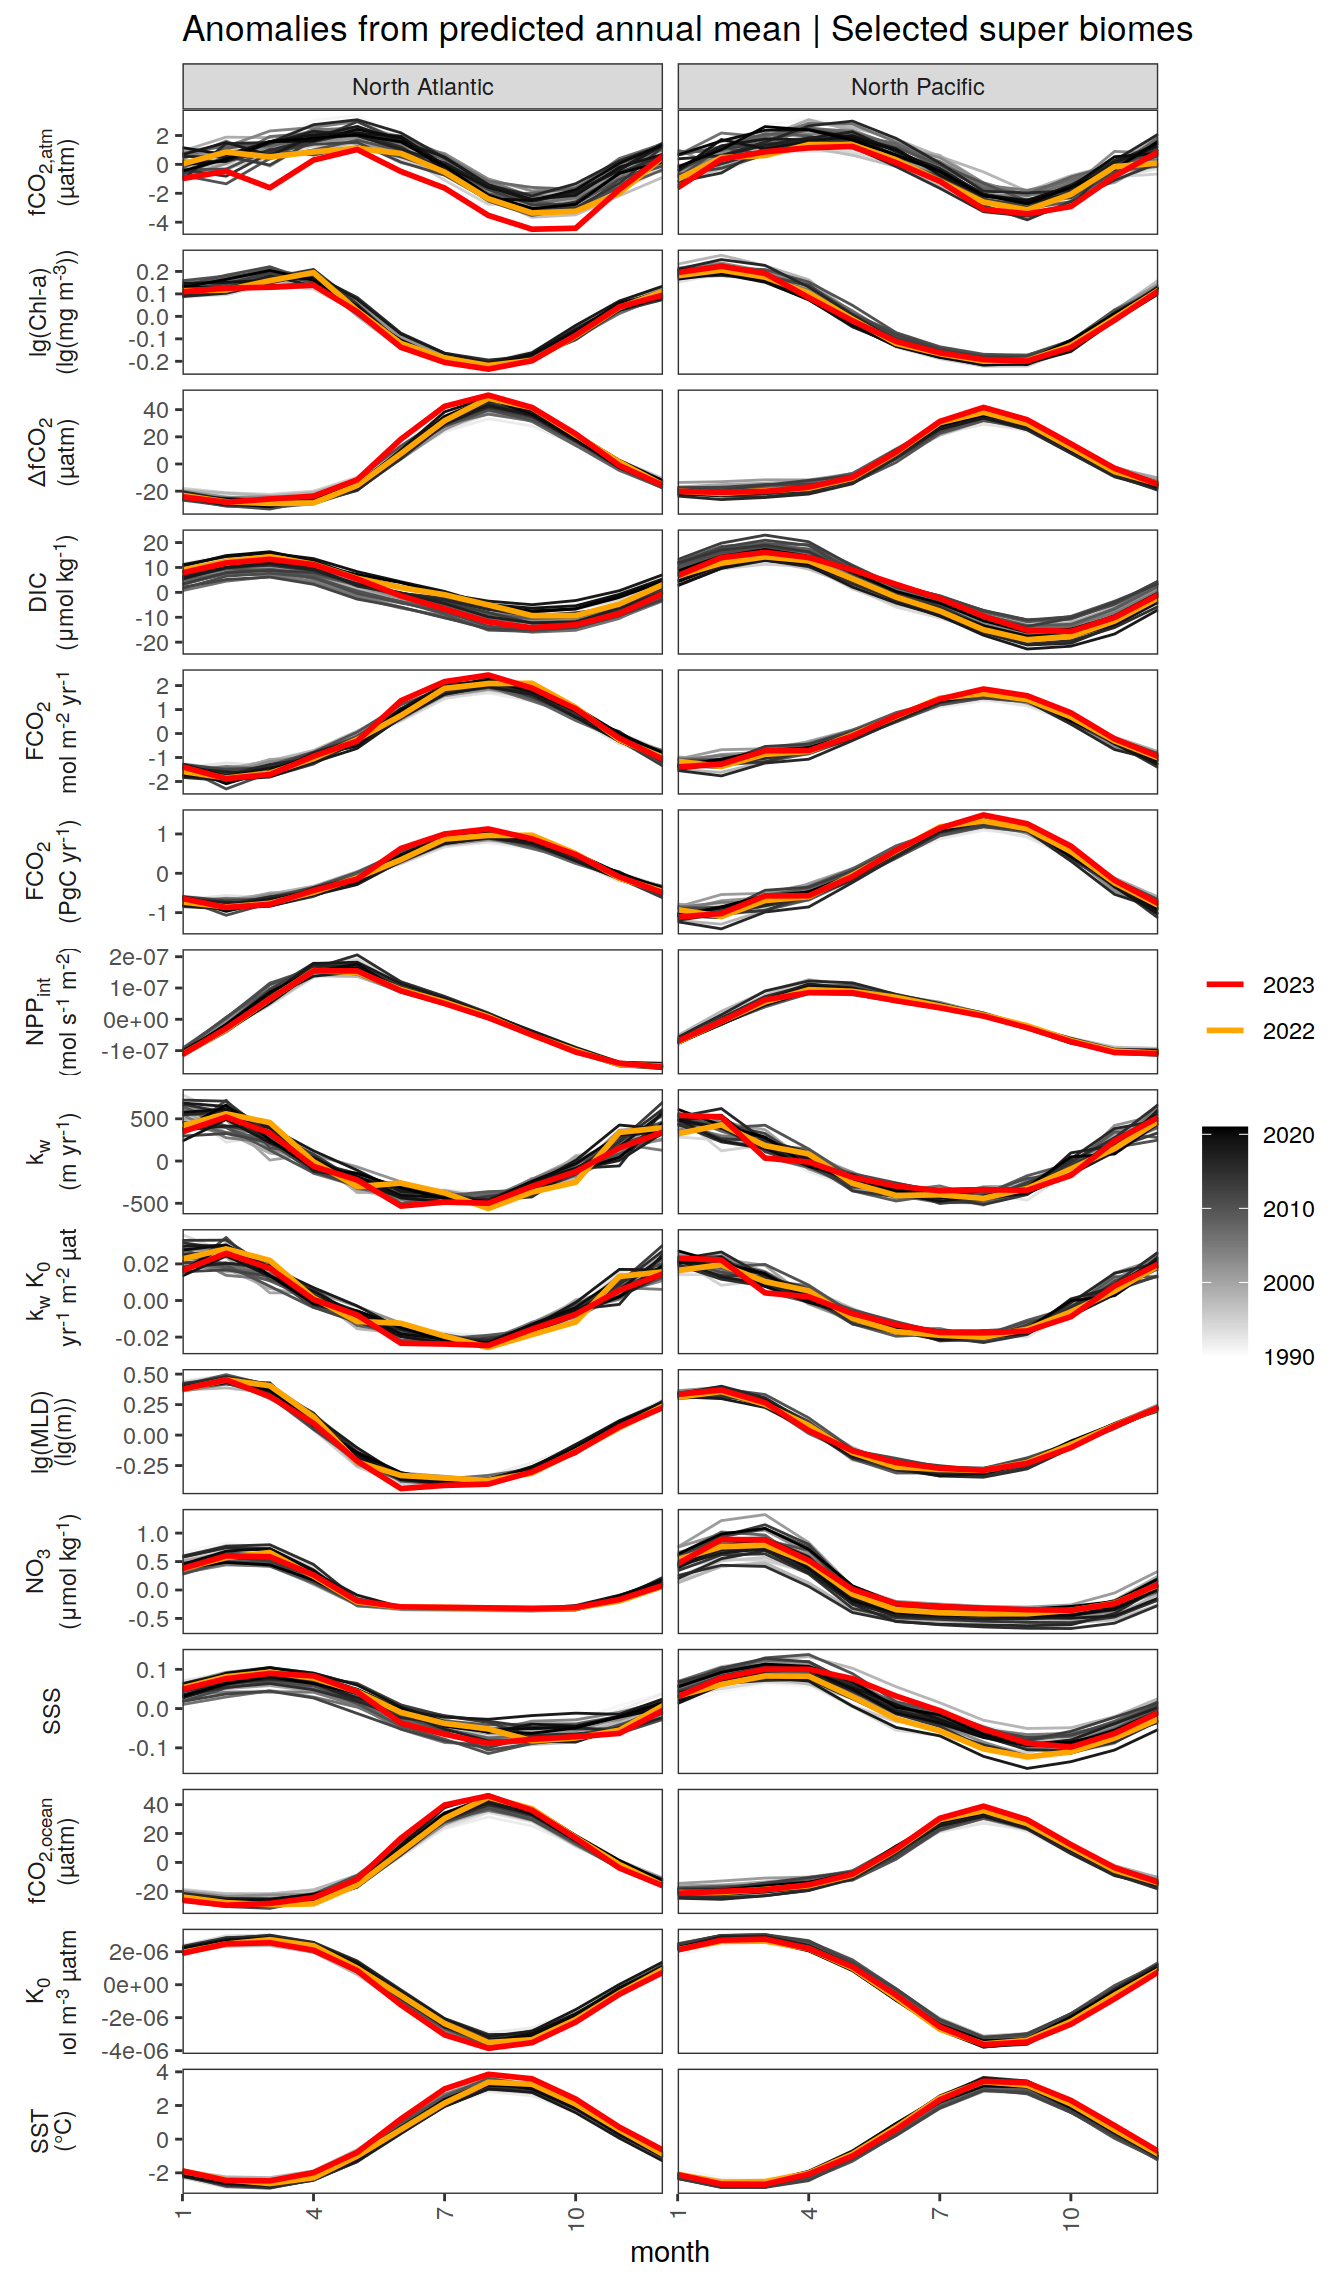 Anomalies from predicted annual mean | Selected super biomes
North Atlantic
North Pacific
fCO2,atm
(µatm)
2
0
-2
-4
lg(Chl-a)
(lg(mg m-3))
0.2
0.1
0.0
-0.1
-0.2
ΔfCO2
(µatm)
40
20
0
-20
DIC
(µmol kg-1)
20
10
0
-10
-20
FCO2
mol m-2 yr-1
2
1
0
-1
-2
FCO2
(PgC yr-1)
1
0
-1
NPPint
(mol s-1 m-2)
2e-07
1e-07
0e+00
-1e-07
kw
(m yr-1)
500
0
-500
kw K0
yr-1 m-2 µat
0.02
0.00
-0.02
lg(MLD)
(lg(m))
0.50
0.25
0.00
-0.25
NO3
(µmol kg-1)
1.0
0.5
0.0
-0.5
SSS
0.1
0.0
-0.1
fCO2,ocean
(µatm)
40
20
0
-20
K0
ol m-3 µatm
2e-06
0e+00
-2e-06
-4e-06
SST
(°C)
4
2
0
-2
1
4
7
10
1
4
7
10
month
2023
2022
2020
2010
2000
1990